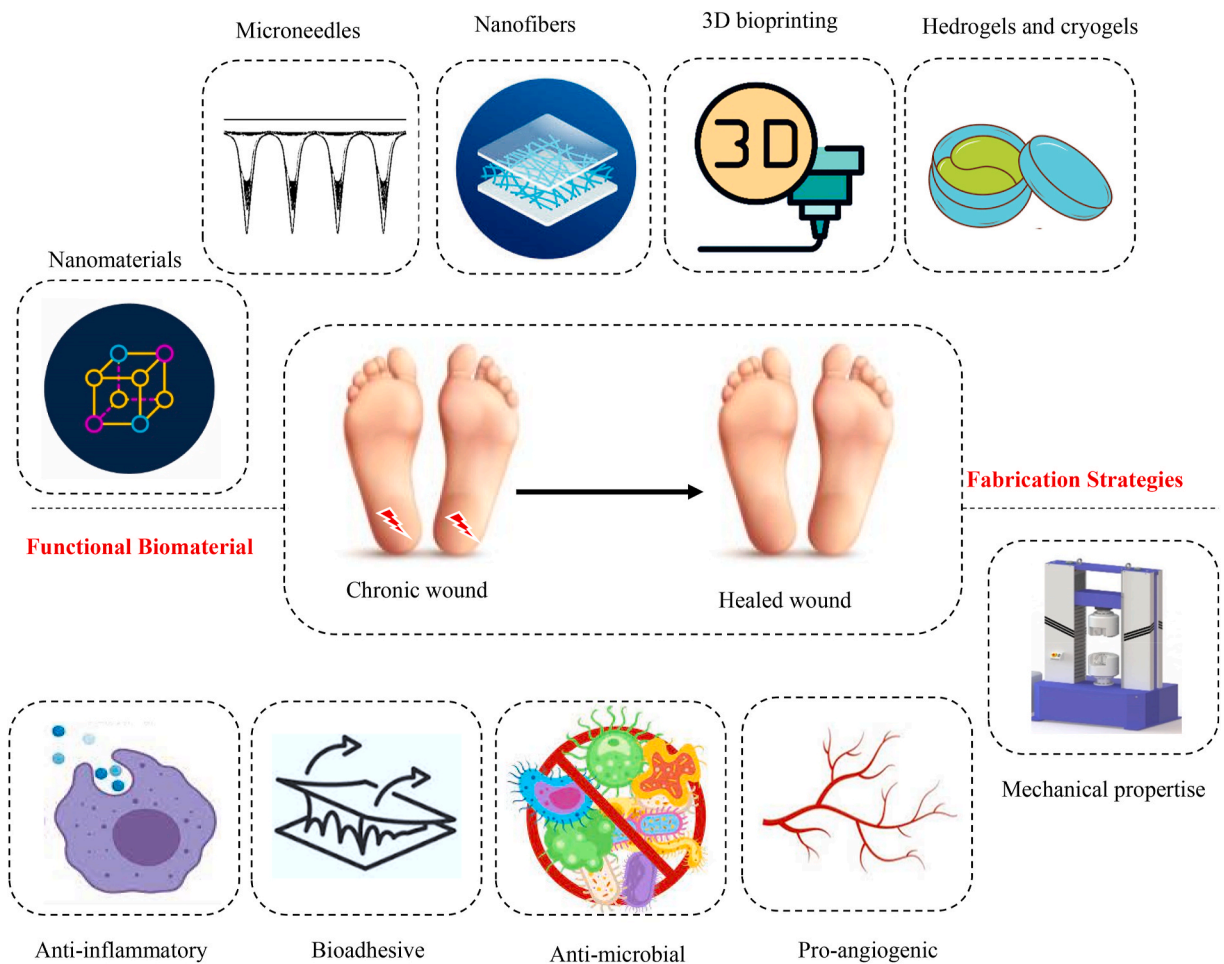 Microneedles
Nanofibers
3D bioprinting
Hedrogels and cryogels
3D
Nanomaterials
Fabrication Strategies
Functional Biomaterial
Chronic wound
Healed wound
Mechanical propertise
Anti-inflammatory
Bioadhesive
Anti-microbial
Pro-angiogenic